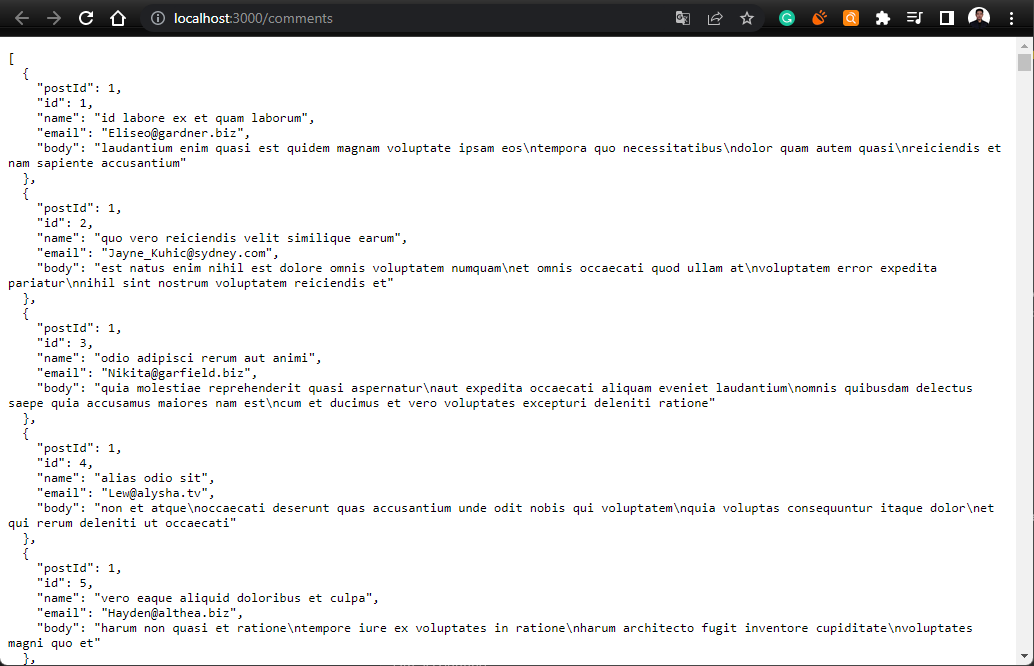 localhost:3000/comments
[
  {
    "postId": 1,
    "id": 1,
    "name": "id labore ex et quam laborum",
    "email": "Eliseo@gardner.biz",
    "body": "laudantium enim quasi est quidem magnam voluptate ipsam eos\ntempora quo necessitatibus\ndolor quam autem quasi\nreiciendis et
nam sapiente accusantium"
  },
  {
    "postId": 1,
    "id": 2,
    "name": "quo vero reiciendis velit similique earum",
    "email": "Jayne_Kuhic@sydney.com",
    "body": "est natus enim nihil est dolore omnis voluptatem numquam\net omnis occaecati quod ullam at\nvoluptatem error expedita
pariatur\nnihil sint nostrum voluptatem reiciendis et"
  },
  {
    "postId": 1,
    "id": 3,
    "name": "odio adipisci rerum aut animi",
    "email": "Nikita@garfield.biz",
    "body": "quia molestiae reprehenderit quasi aspernatur\naut expedita occaecati aliquam eveniet laudantium\nomnis quibusdam delectus
saepe quia accusamus maiores nam est\ncum et ducimus et vero voluptates excepturi deleniti ratione"
  },
  {
    "postId": 1,
    "id": 4,
    "name": "alias odio sit",
    "email": "Lew@alysha.tv",
    "body": "non et atque\noccaecati deserunt quas accusantium unde odit nobis qui voluptatem\nquia voluptas consequuntur itaque dolor\net
qui rerum deleniti ut occaecati"
  },
  {
    "postId": 1,
    "id": 5,
    "name": "vero eaque aliquid doloribus et culpa",
    "email": "Hayden@althea.biz",
    "body": "harum non quasi et ratione\ntempore iure ex voluptates in ratione\nharum architecto fugit inventore cupiditate\nvoluptates
magni quo et"
  },